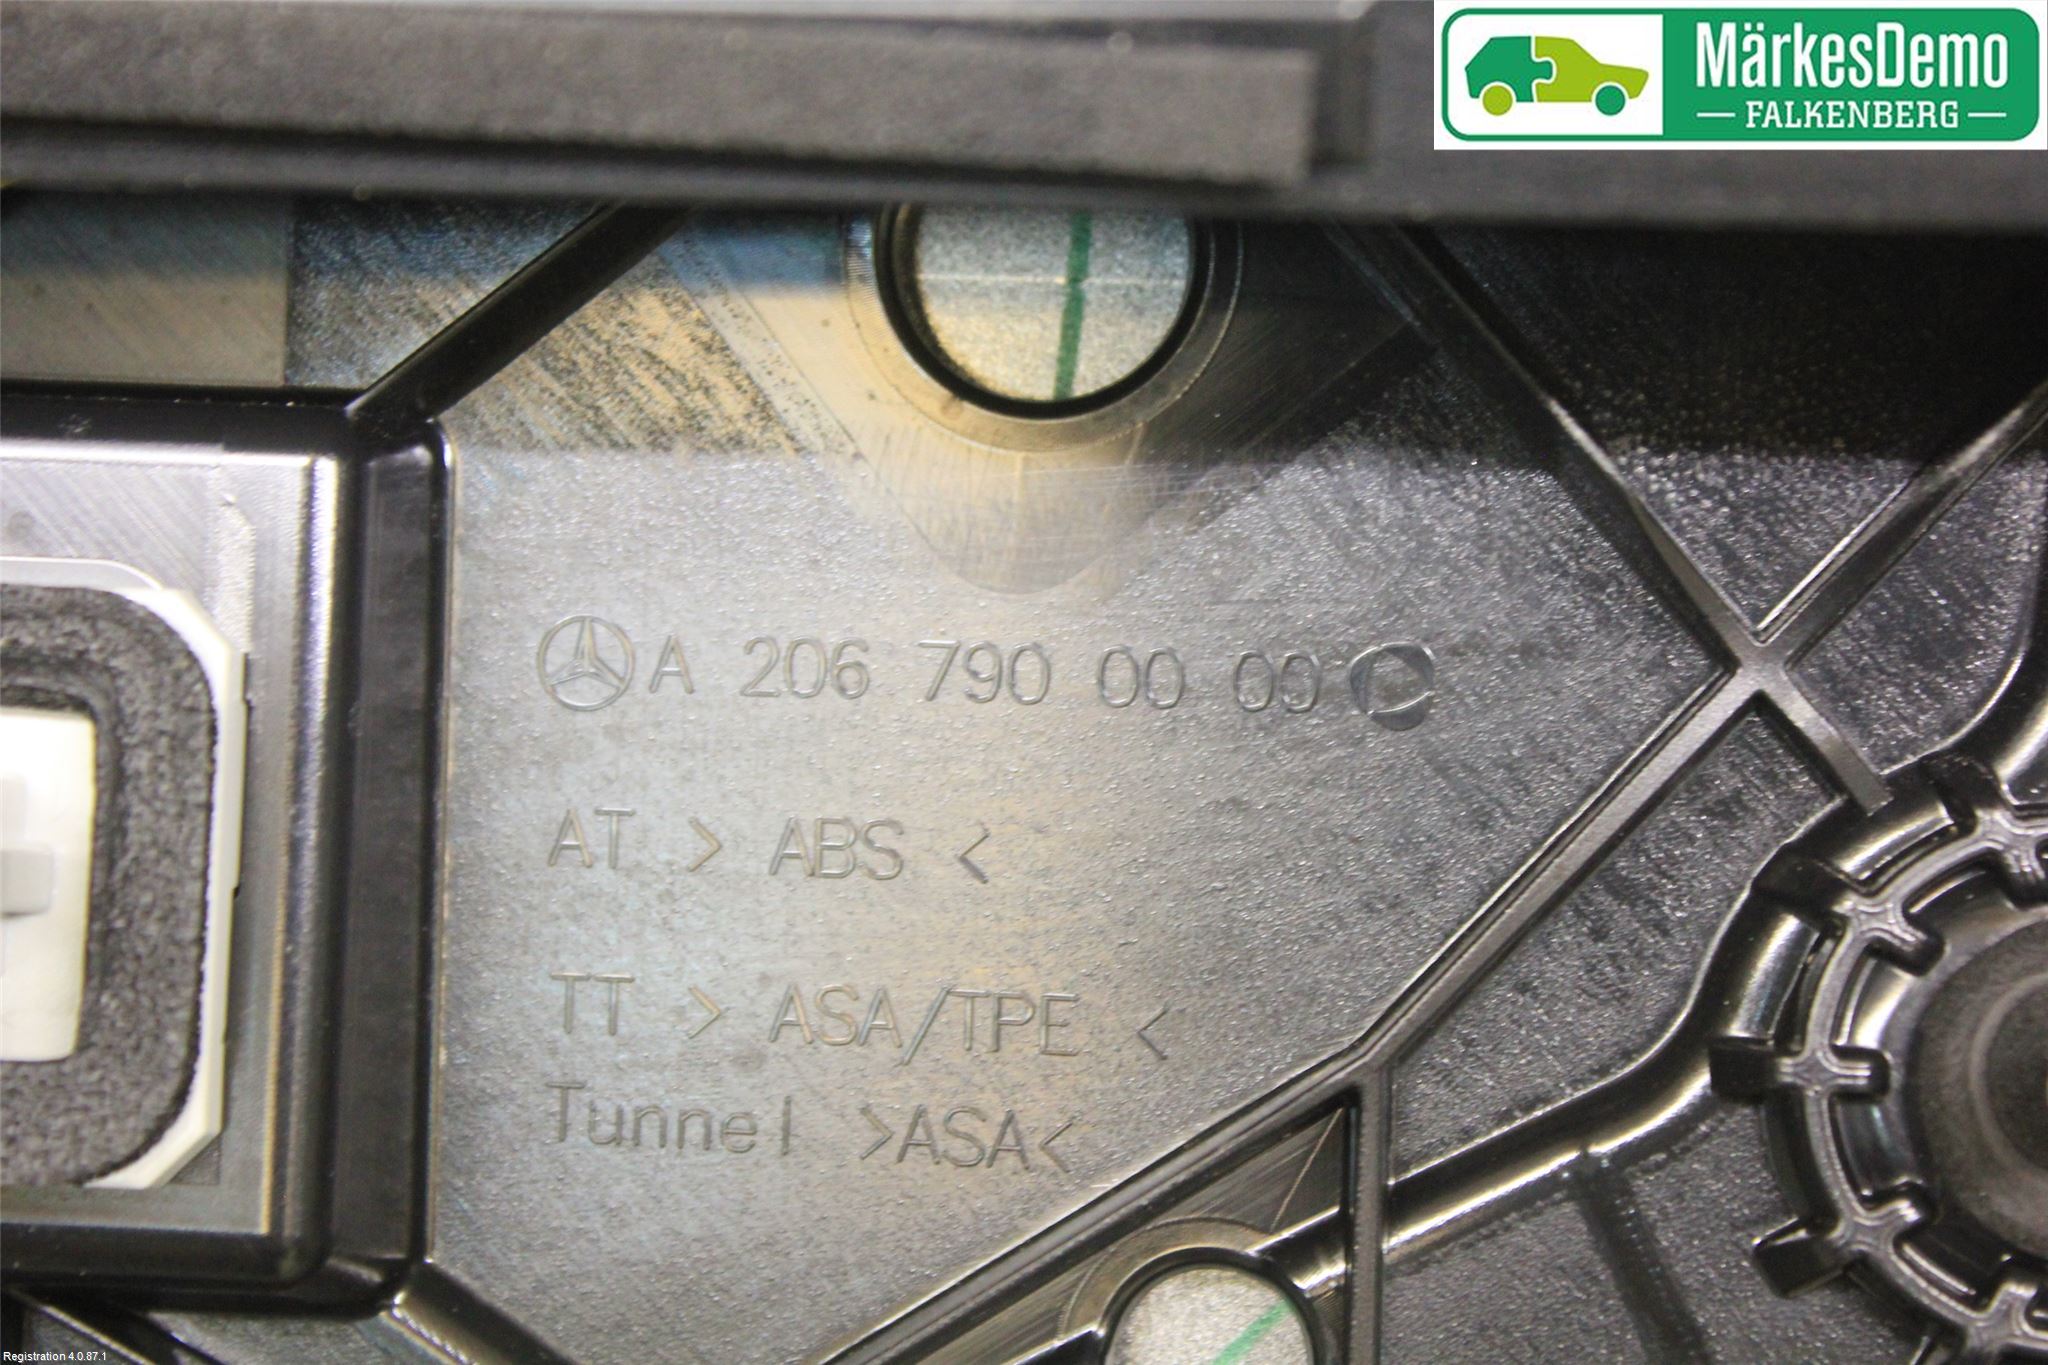 MärkesDemo
FALKENBERG
A 206 790 00 00
AT > ABS <
TT > ASA/TPE <
Tunnel >ASA<
Registration 4.0.87.1